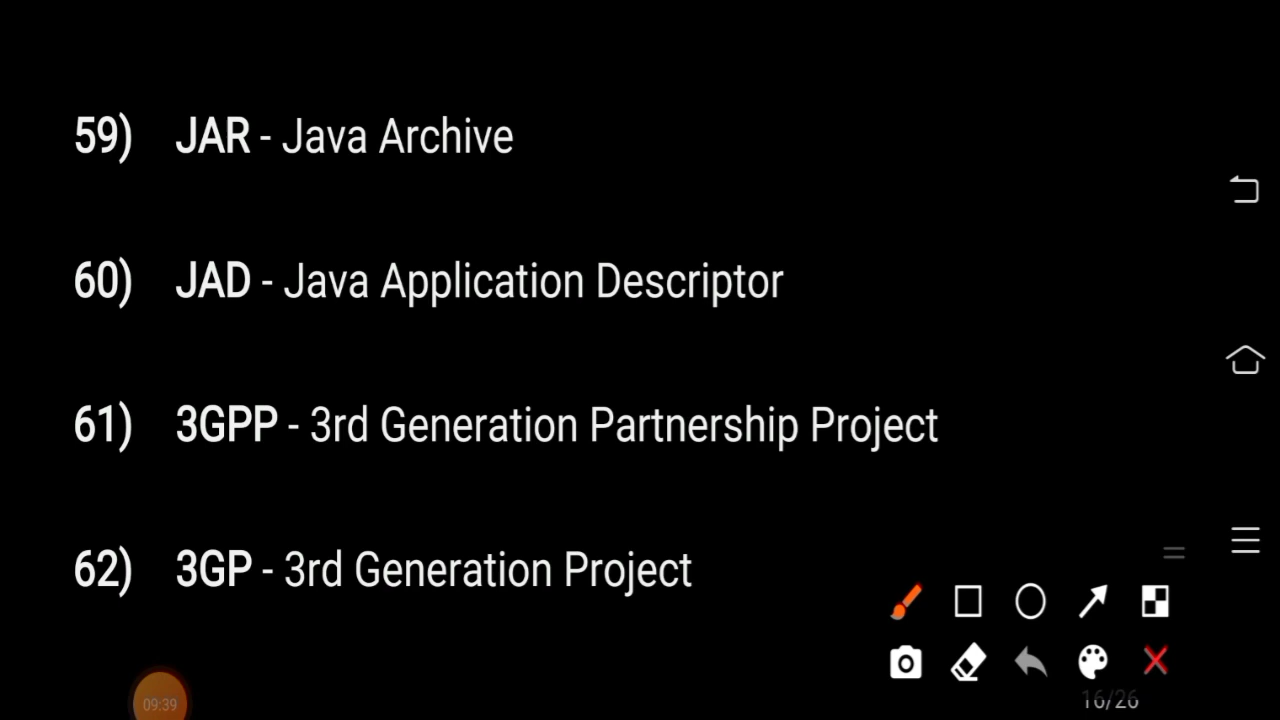 59) JAR - Java Archive
60) JAD - Java Application Descriptor
61) 3GPP - 3rd Generation Partnership Project
62) 3GP - 3rd Generation Project
09:39
16/26